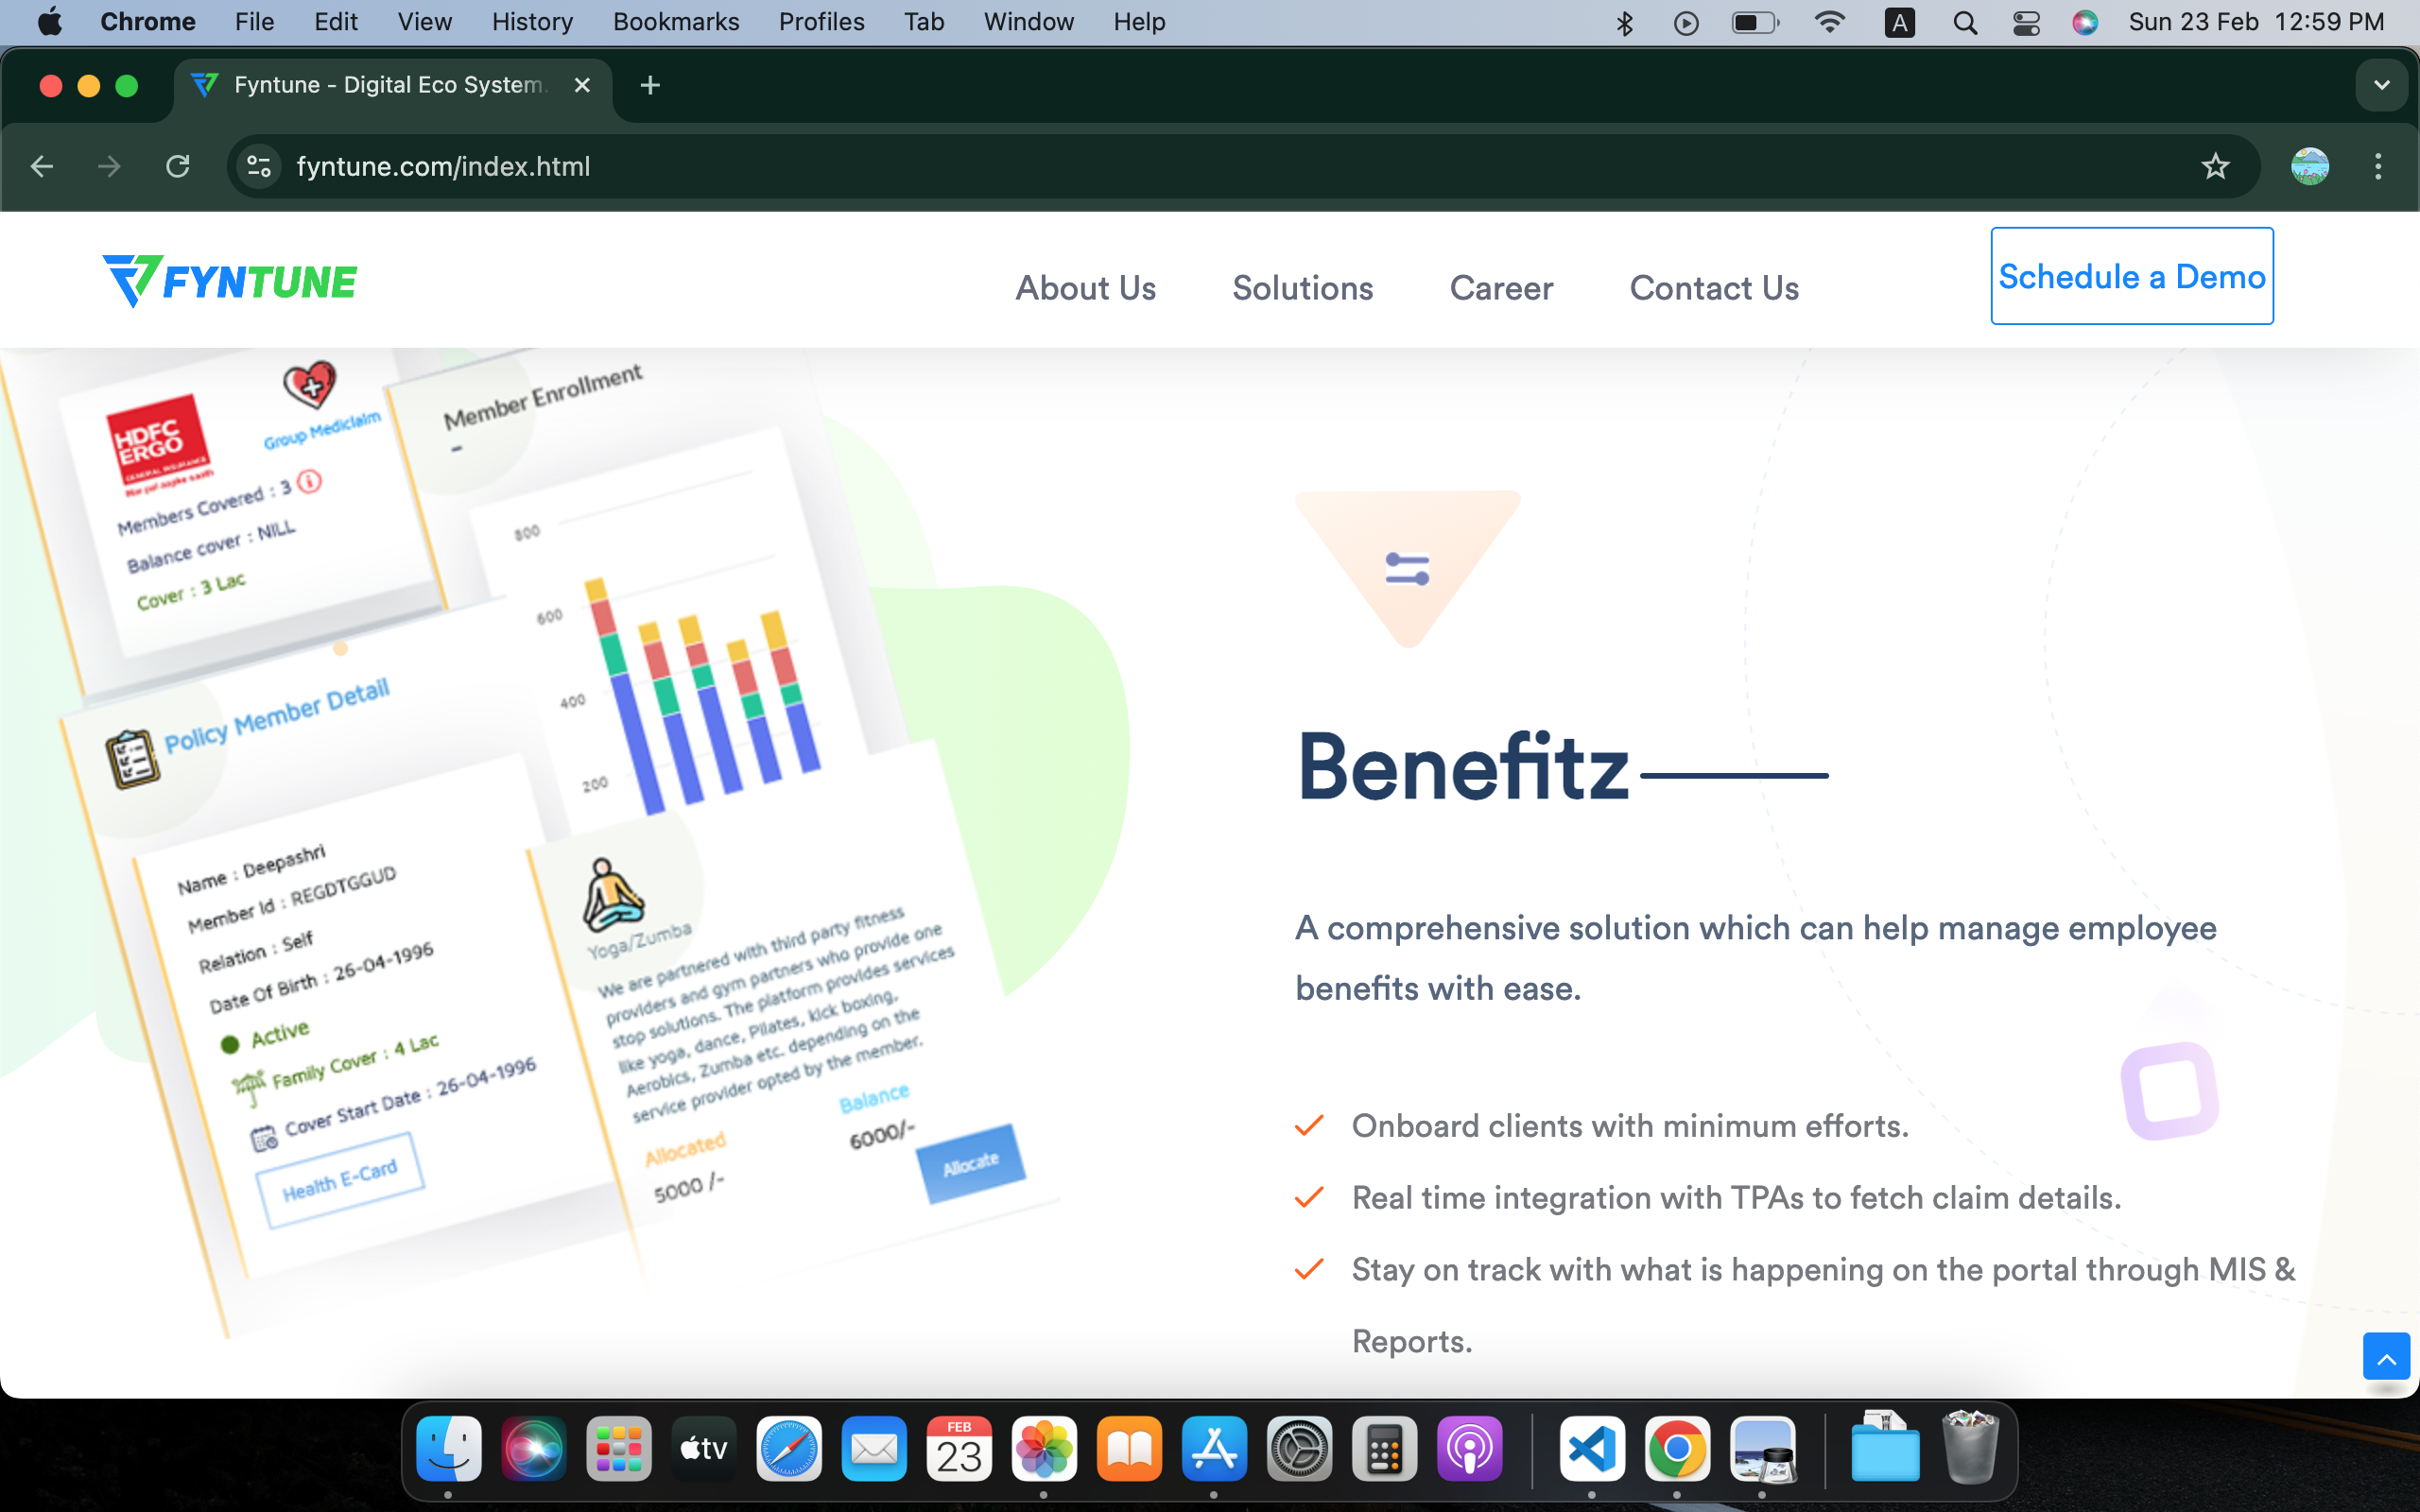 Chrome File Edit View History Bookmarks Profiles Tab Window Help
A
Sun 23 Feb 12:59 PM
Fyntune - Digital Eco System.
fyntune.com/index.html
FYNTUNE
About Us
Solutions
Career
Contact Us
Schedule a Demo
HDFC
ERGO
GENERAL INSURANCE
Group Mediclaim
Members Covered : 3
Balance cover : NILL
Cover : 3 Lac
Member Enrollment
800
600
400
200
Policy Member Detail
Name : Deepashri
Member Id : REGDTGGUD
Relation : Self
Date Of Birth : 26-04-1996
Active
Family Cover : 4 Lac
Cover Start Date : 26-04-1996
Health E-Card
Yoga/Zumba
We are partnered with third party fitness
providers and gym partners who provide one
stop solutions. The platform provides services
like yoga, dance, Pilates, kick boxing,
Aerobics, Zumba etc. depending on the
service provider opted by the member.
Allocated
5000 /-
Balance
6000/-
Allocate
Benefitz
A comprehensive solution which can help manage employee
benefits with ease.
Onboard clients with minimum efforts.
Real time integration with TPAs to fetch claim details.
Stay on track with what is happening on the portal through MIS &
Reports.
tv
FEB
23